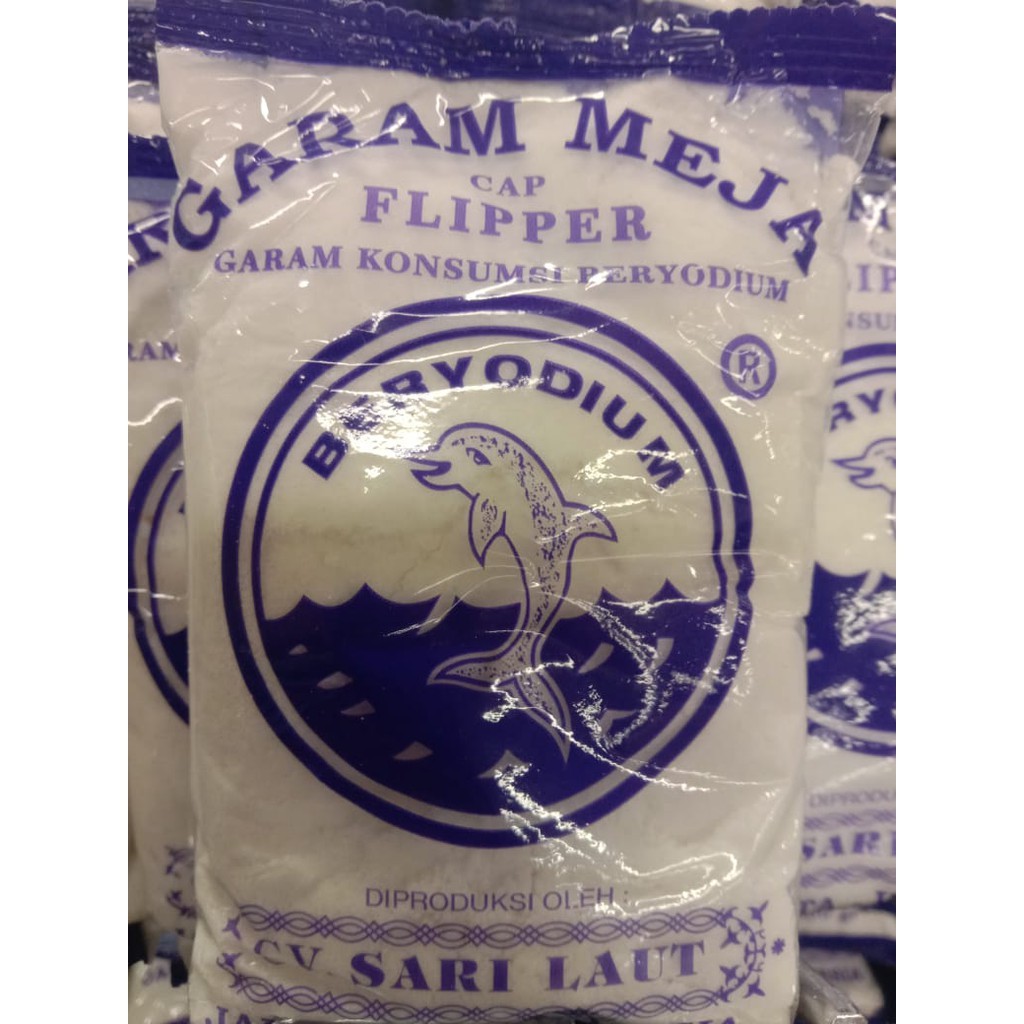 GARAM MEJA
CAP
FLIPPER
GARAM KONSUMSI BERYODIUM
®
BERYODIUM
DIPRODUKSI OLEH :
CV. SARI LAUT